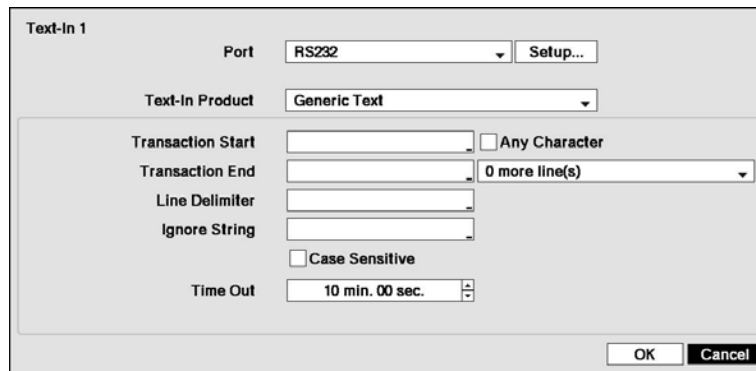 Text-In 1
Port RS232 Setup...
Text-In Product Generic Text
Transaction Start Any Character
Transaction End 0 more line(s)
Line Delimiter
Ignore String
Case Sensitive
Time Out 10 min. 00 sec.
OK Cancel